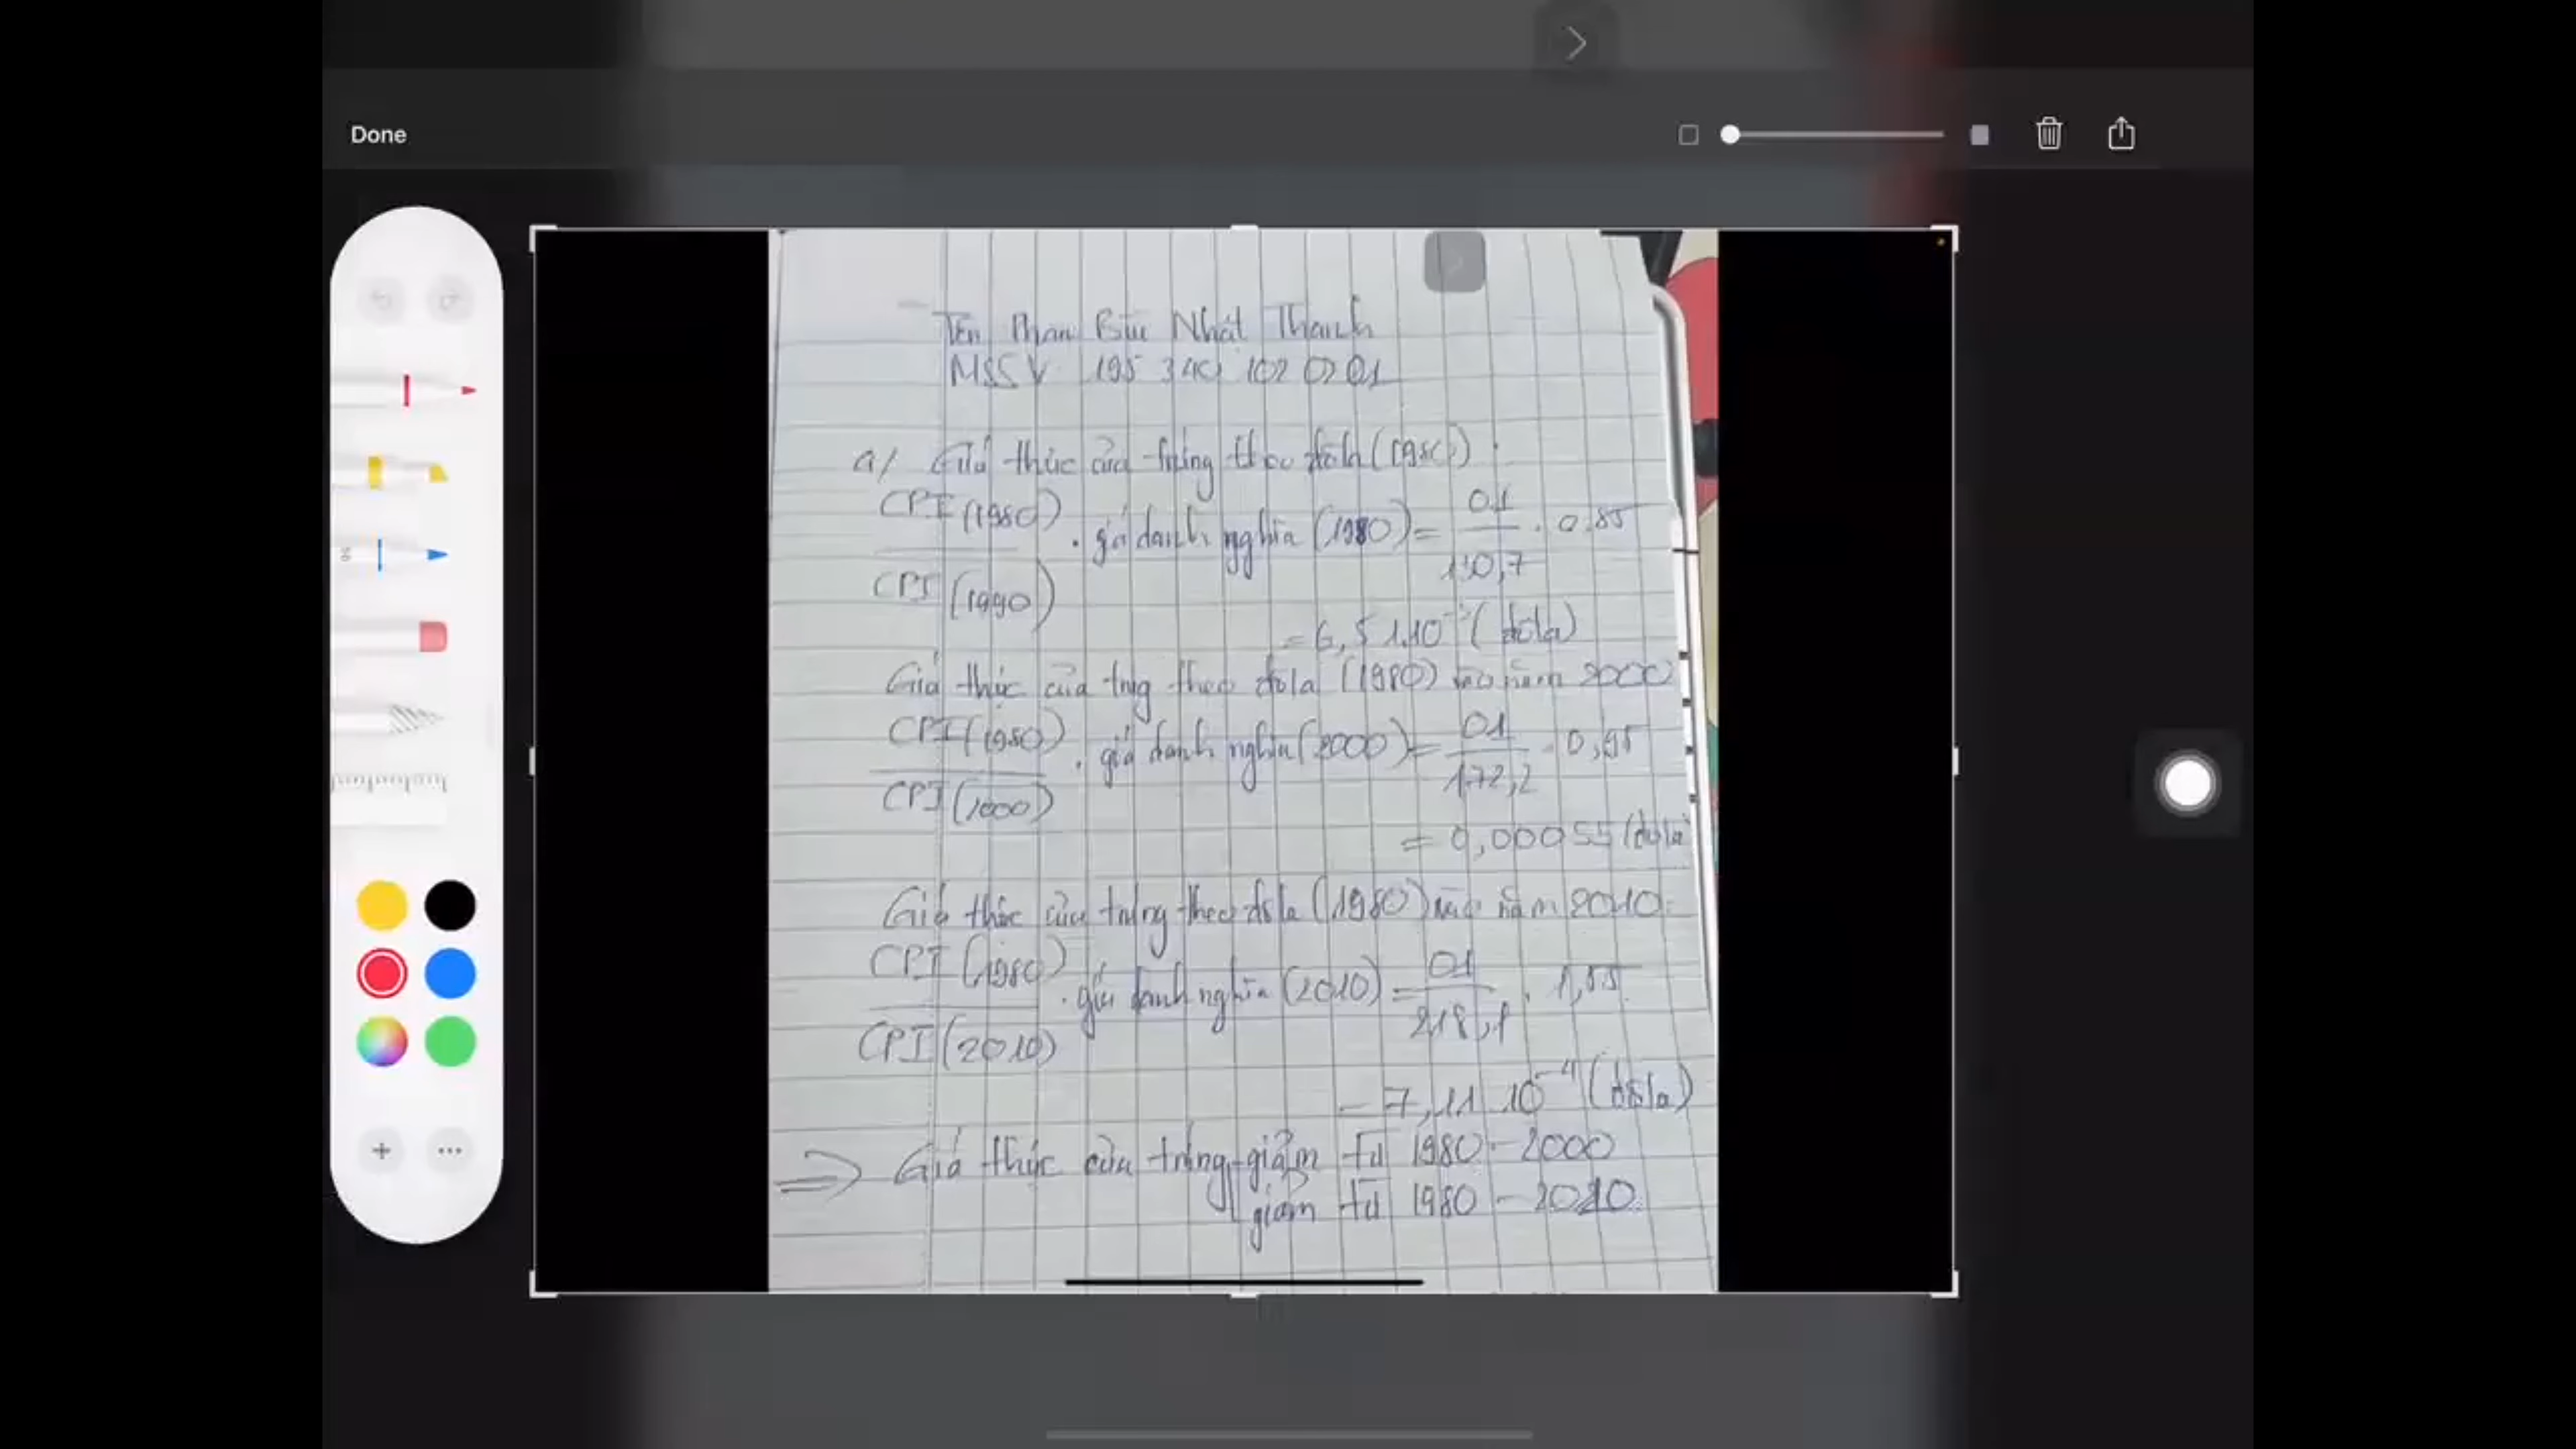 Done
Tên Phan Bửu Nhật Thanh
MSSV 195 340 102 0201
a/ Giá thực của trứng theo đôla (1980) :
CPI (1980)
CPI (1990)
. giá danh nghĩa (1980) =
01
130,7
. 0,85
= 6,51.10 (đôla)
Giá thực của trứng theo đôla (1980) vào năm 2000
CPI (1980)
CPI (1000)
. giá danh nghĩa (2000) =
01
172,2
. 0,95
= 0,00055 (đôla
Giá thực của trứng theo đôla (1980) vào năm 2010:
CPI (1980)
CPI (2010)
. giá danh nghĩa (2010) =
01
218,1
. 1,55
= 7,11 10⁻⁴ (đôla)
⇒ Giá thực của trứng giảm từ 1980 - 2000
giảm từ 1980 - 2010